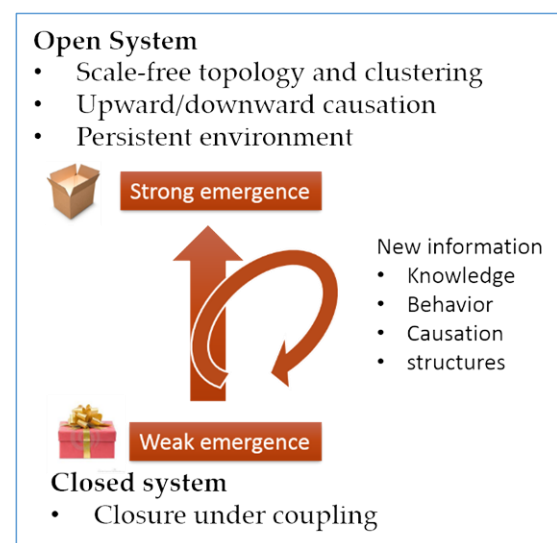 Open System
• Scale-free topology and clustering
• Upward/downward causation
• Persistent environment
Strong emergence
New information
• Knowledge
• Behavior
• Causation
• structures
Weak emergence
Closed system
• Closure under coupling